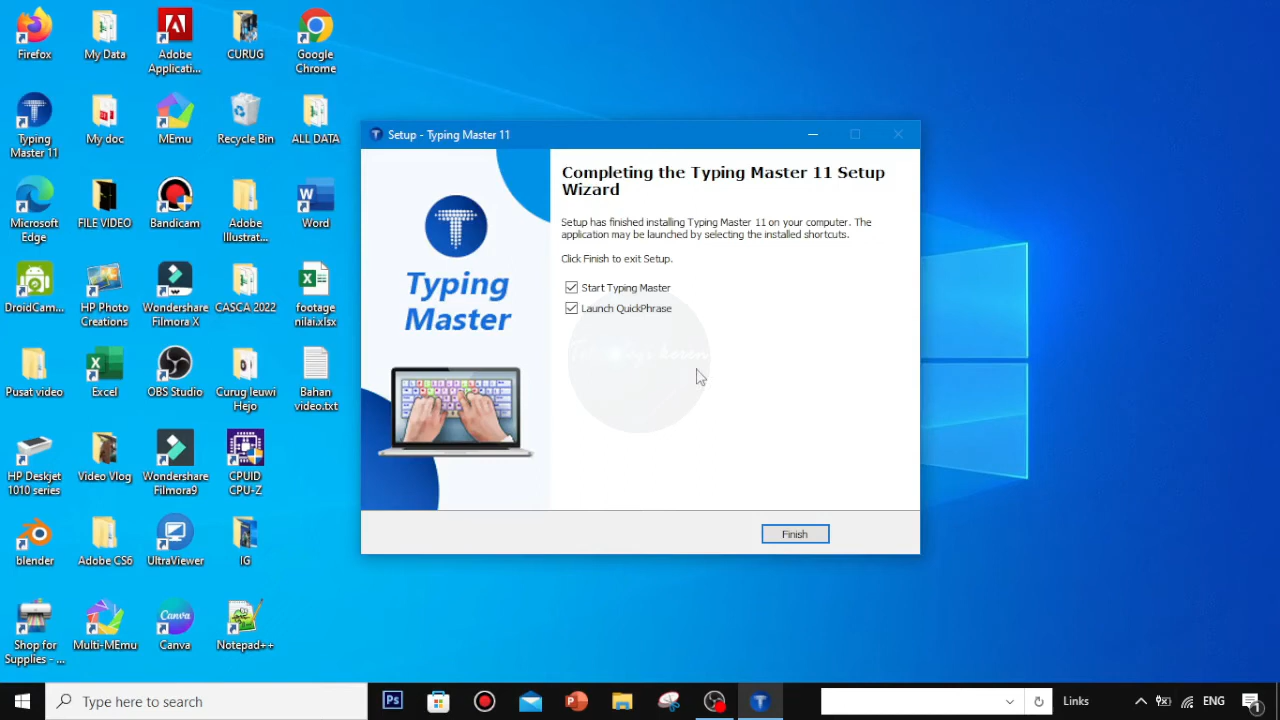 Firefox
My Data
Adobe
Applicati...
CURUG
Google
Chrome
Typing
Master 11
My doc
MEmu
Recycle Bin
ALL DATA
Microsoft
Edge
FILE VIDEO
Bandicam
Adobe
Illustrat...
Word
DroidCam...
HP Photo
Creations
Wondershare
Filmora X
CASCA 2022
footage
nilai.xlsx
Pusat video
Excel
OBS Studio
Curug leuwi
Hejo
Bahan
video.txt
HP Deskjet
1010 series
Video Vlog
Wondershare
Filmora9
CPUID
CPU-Z
blender
Adobe CS6
UltraViewer
IG
Shop for
Supplies - ...
Multi-MEmu
Canva
Canva
Notepad++
Setup - Typing Master 11
Typing
Master
Completing the Typing Master 11 Setup
Wizard
Setup has finished installing Typing Master 11 on your computer. The
application may be launched by selecting the installed shortcuts.
Click Finish to exit Setup.
Start Typing Master
Launch QuickPhrase
keren
Finish
Type here to search
Ps
Links
ENG
1